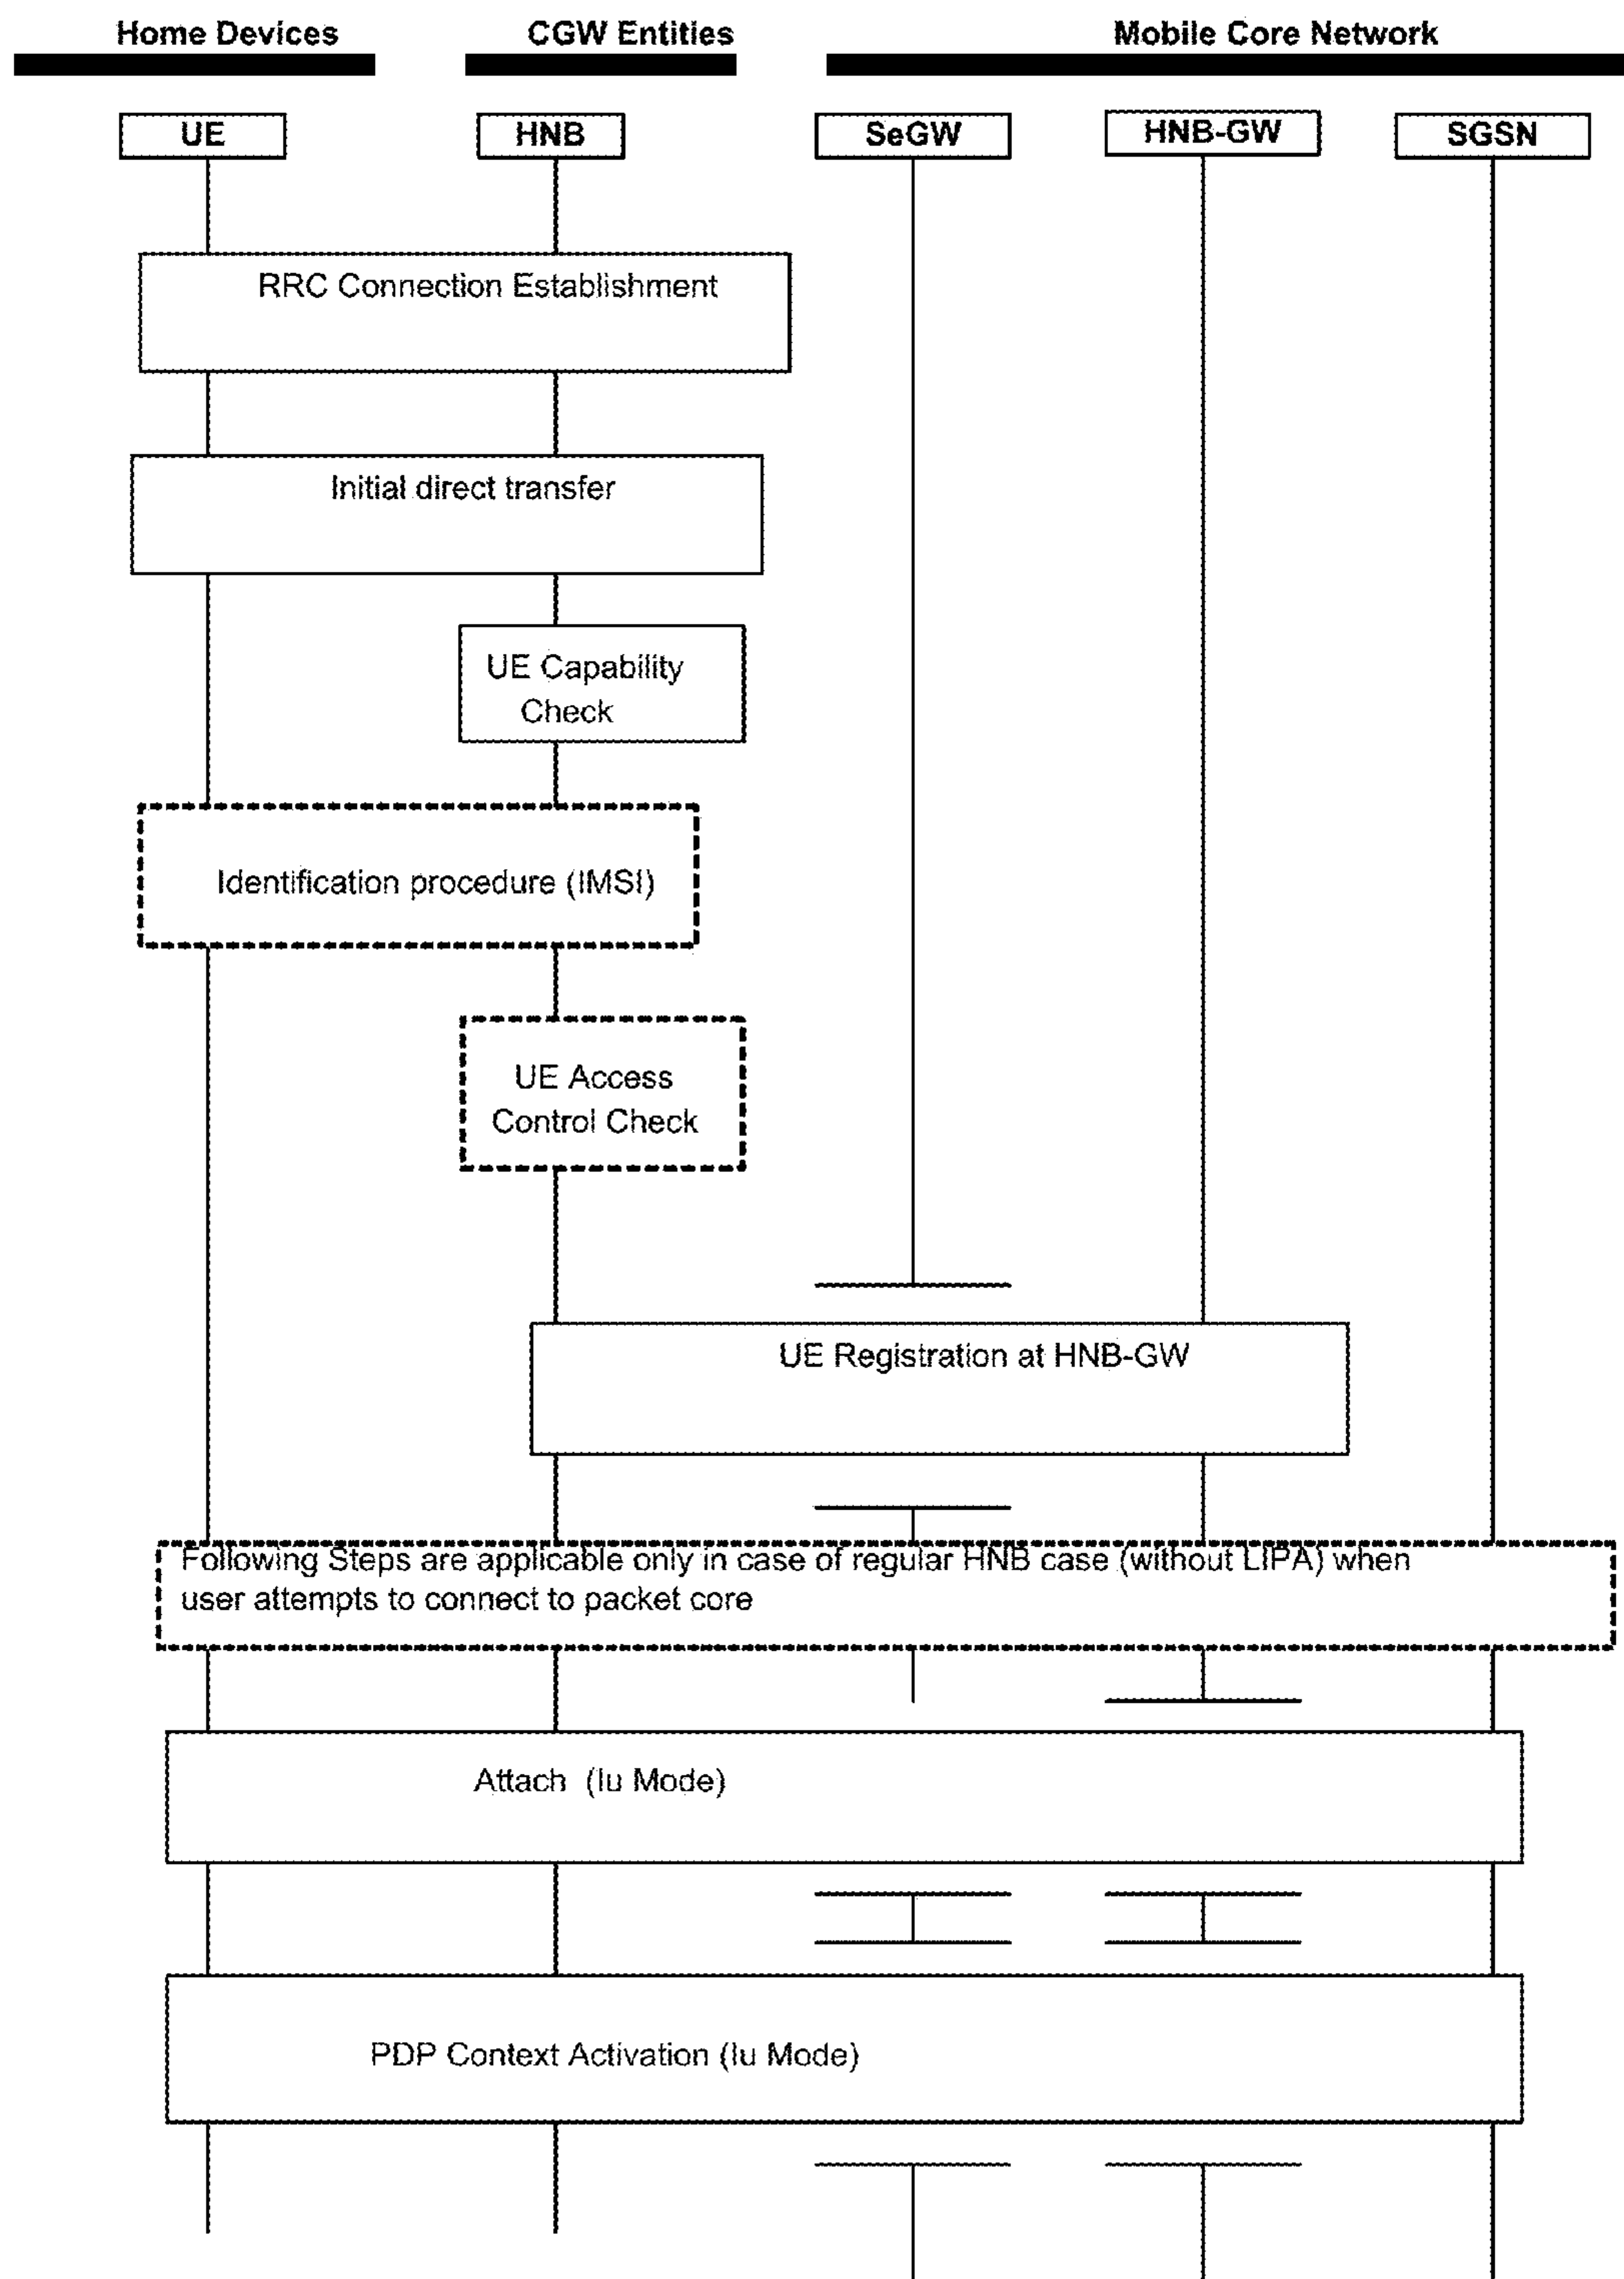 Home Devices
CGW Entities
Mobile Core Network
UE
HNB
SeGW
HNB-GW
SGSN
RRC Connection Establishment
Initial direct transfer
UE Capability
Check
Identification procedure (IMSI)
UE Access
Control Check
UE Registration at HNB-GW
Following Steps are applicable only in case of regular HNB case (without LIPA) when
user attempts to connect to packet core
Attach (Iu Mode)
PDP Context Activation (Iu Mode)